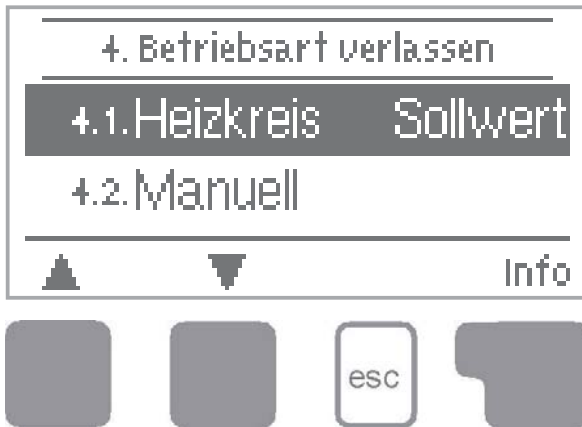 4. Betriebsart verlassen
4.1. Heizkreis Sollwert
4.2. Manuell
Info
esc